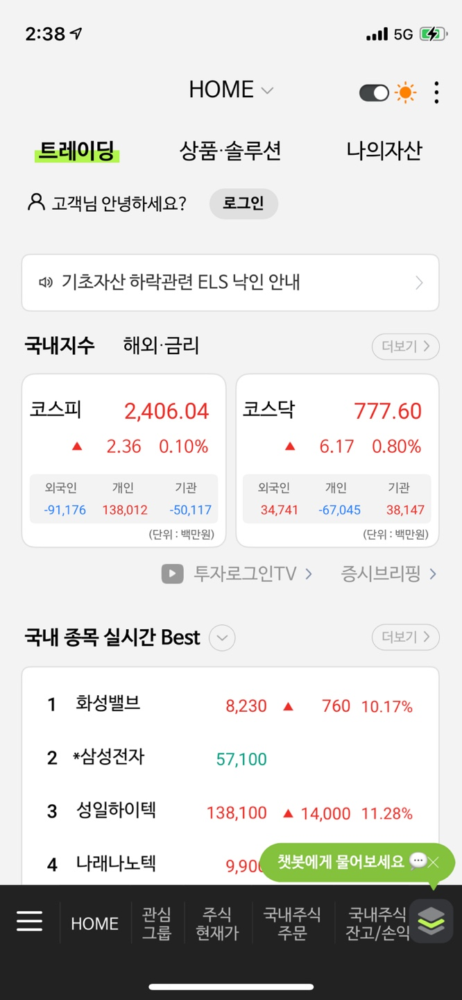 2:38
5G
HOME
트레이딩 상품·솔루션 나의자산
고객님 안녕하세요? 로그인
기초자산 하락관련 ELS 낙인 안내
국내지수 해외·금리 더보기
코스피 2,406.04
▲ 2.36 0.10%
외국인 개인 기관
-91,176 138,012 -50,117
(단위 : 백만원)
코스닥 777.60
▲ 6.17 0.80%
외국인 개인 기관
34,741 -67,045 38,147
(단위 : 백만원)
투자로그인TV 증시브리핑
국내 종목 실시간 Best 더보기
1 화성밸브 8,230 ▲ 760 10.17%
2 *삼성전자 57,100
3 성일하이텍 138,100 ▲ 14,000 11.28%
4 나래나노텍
챗봇에게 물어보세요
HOME
관심
그룹
주식
현재가
국내주식
주문
국내주식
잔고/손익